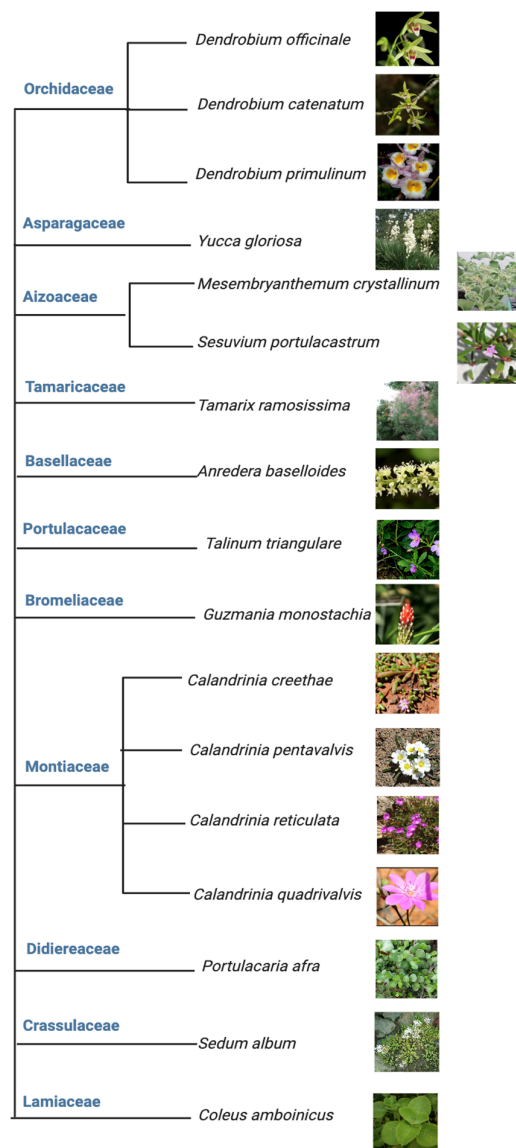 Dendrobium officinale
Orchidaceae
Dendrobium catenatum
Dendrobium primulinum
Asparagaceae
Yucca gloriosa
Mesembryanthemum crystallinum
Aizoaceae
Sesuvium portulacastrum
Tamaricaceae
Tamarix ramosissima
Basellaceae
Anredera baselloides
Portulacaceae
Talinum triangulare
Bromeliaceae
Guzmania monostachia
Calandrinia creethae
Calandrinia pentavalvis
Montiaceae
Calandrinia reticulata
Calandrinia quadrivalvis
Didiereaceae
Portulacaria afra
Crassulaceae
Sedum album
Lamiaceae
Coleus amboinicus